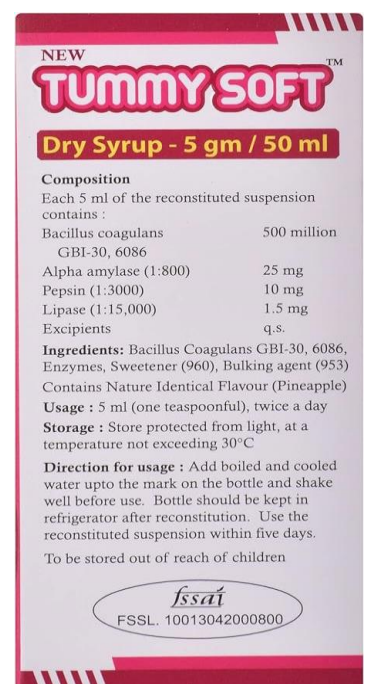 NEW
TUMMY SOFT™
Dry Syrup - 5 gm / 50 ml
Composition
Each 5 ml of the reconstituted suspension
contains :
Bacillus coagulans 500 million
GBI-30, 6086
Alpha amylase (1:800) 25 mg
Pepsin (1:3000) 10 mg
Lipase (1:15,000) 1.5 mg
Excipients q.s.
Ingredients: Bacillus Coagulans GBI-30, 6086,
Enzymes, Sweetener (960), Bulking agent (953)
Contains Nature Identical Flavour (Pineapple)
Usage : 5 ml (one teaspoonful), twice a day
Storage : Store protected from light, at a
temperature not exceeding 30°C
Direction for usage : Add boiled and cooled
water upto the mark on the bottle and shake
well before use. Bottle should be kept in
refrigerator after reconstitution. Use the
reconstituted suspension within five days.
To be stored out of reach of children
fssai
FSSL. 10013042000800